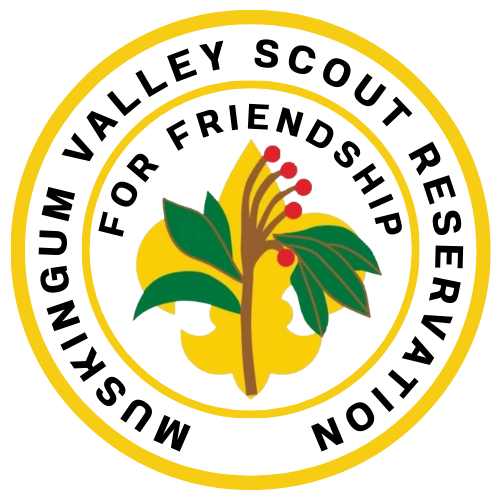 MUSKINGUM VALLEY SCOUT RESERVATION
FOR FRIENDSHIP